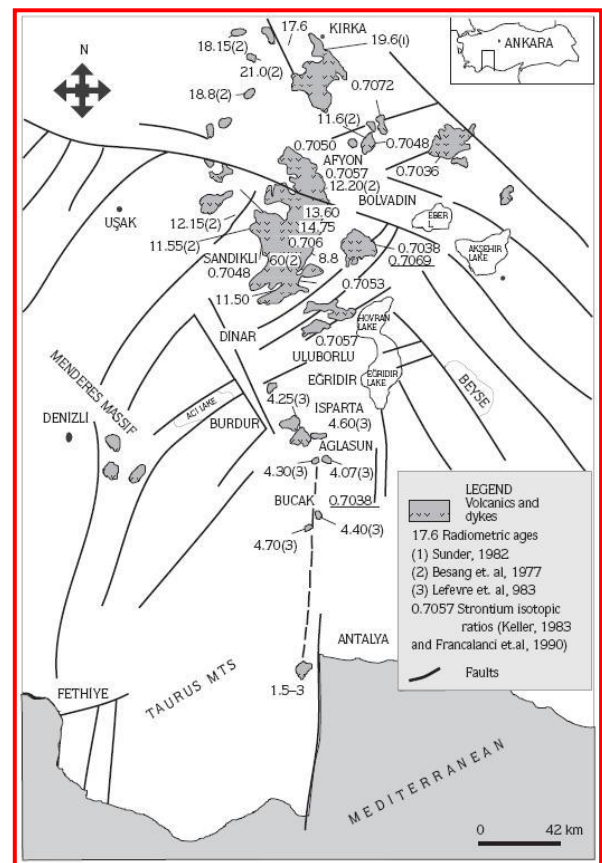 17.6
KIRKA
N
18.15(2)
19.6(1)
ANKARA
21.0(2)
0.7072
18.8(2)
11.6(2)
0.7050
0.7048
AFYON
0.7057
0.7036
12.20(2)
BOLVADIN
UŞAK
12.15(2)
13.60
EBER
L
14.75
11.55(2)
0.706
0.7038
AKŞEHIR
LAKE
SANDIKLI
60(2)
8.8
0.7069
0.7048
0.7053
11.50
HOVRAN
LAKE
DİNAR
0.7057
ULUBORLU
MENDERES MASSIF
EĞRIDIR
EĞRIDIR
LAKE
BEYSE
4.25(3)
ISPARTA
ACI LAKE
4.60(3)
DENIZLI
BURDUR
AGLASUN
4.30(3)
4.07(3)
BUCAK
0.7038
4.40(3)
4.70(3)
LEGEND
Volcanics and
dykes
17.6 Radiometric ages
(1) Sunder, 1982
(2) Besang et. al, 1977
(3) Lefevre et. al, 983
0.7057 Strontium isotopic
ratios (Keller, 1983
and Francalanci et.al, 1990)
Faults
ANTALYA
TAURUS MTS
1.5–3
FETHIYE
MEDITERRANEAN
0 42 km